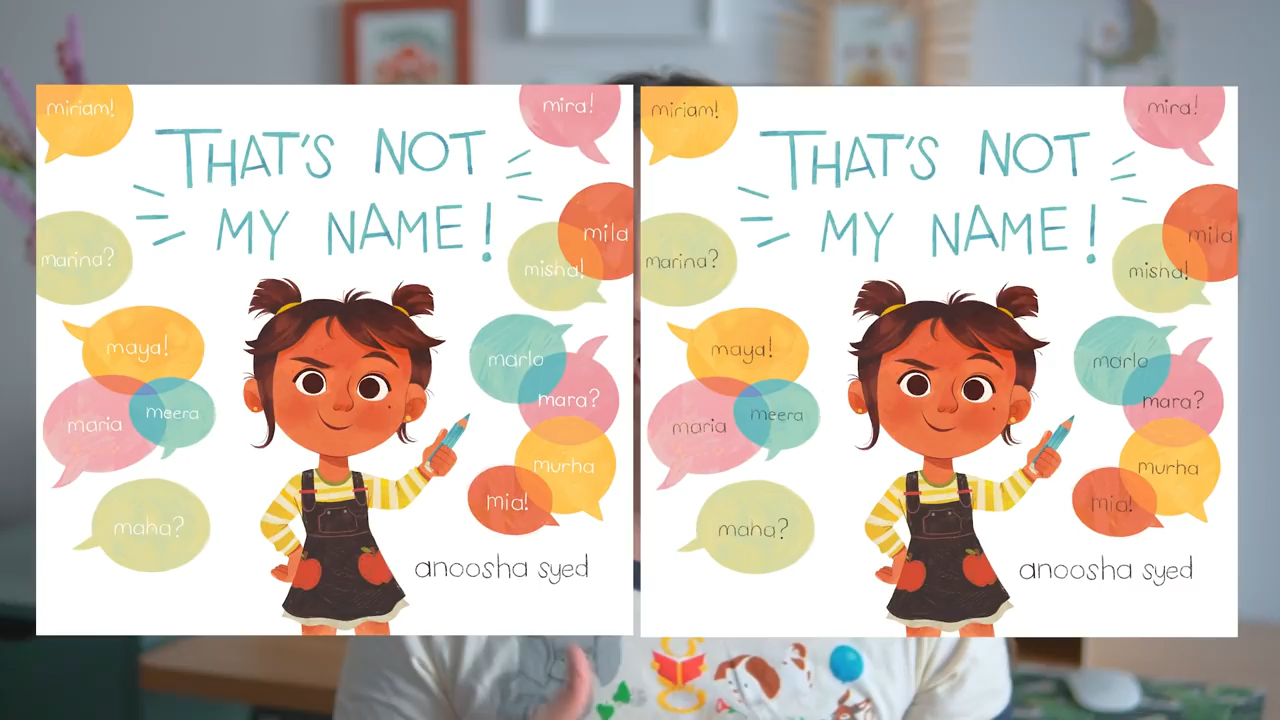 miriam!
mira!
THAT'S NOT
MY NAME!
marina?
mila
misha!
maya!
marlo
maria
meera
mara?
murha
mia!
maha?
anoosha syed
miriam!
mira!
THAT'S NOT
MY NAME!
marina?
mila
misha!
maya!
marlo
maria
meera
mara?
murha
mia!
maha?
anoosha syed